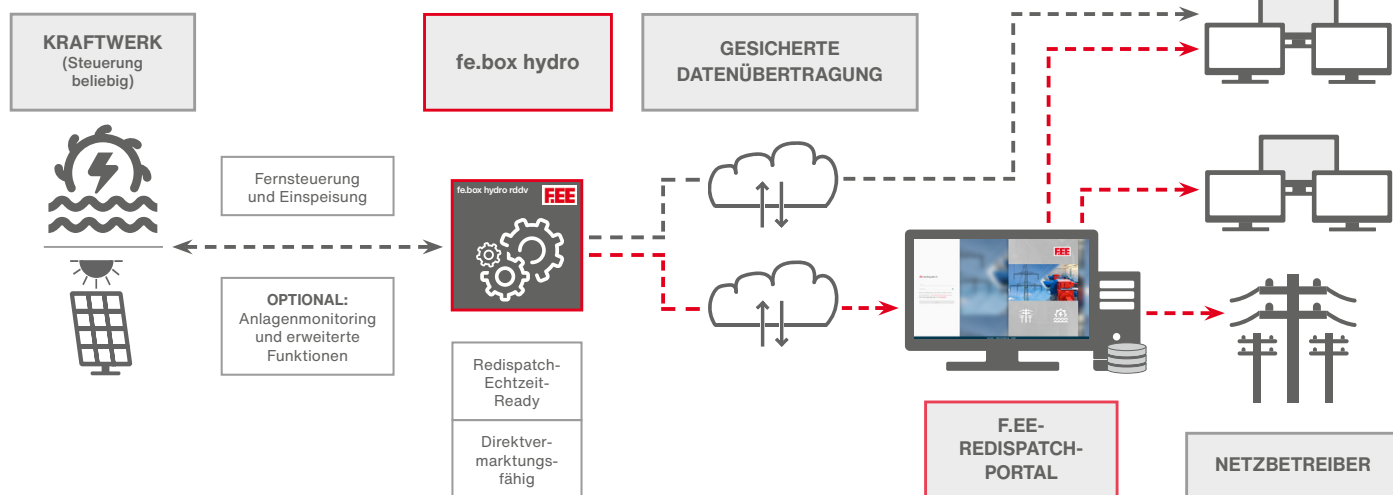 KRAFTWERK
(Steuerung
beliebig)
fe.box hydro
GESICHERTE
DATENÜBERTRAGUNG
Fernsteuerung
und Einspeisung
OPTIONAL:
Anlagenmonitoring
und erweiterte
Funktionen
fe.box hydro rddv
F.EE
Redispatch-
Echtzeit-
Ready
Direktver-
marktungs-
fähig
F.EE
F.EE-
REDISPATCH-
PORTAL
NETZBETREIBER